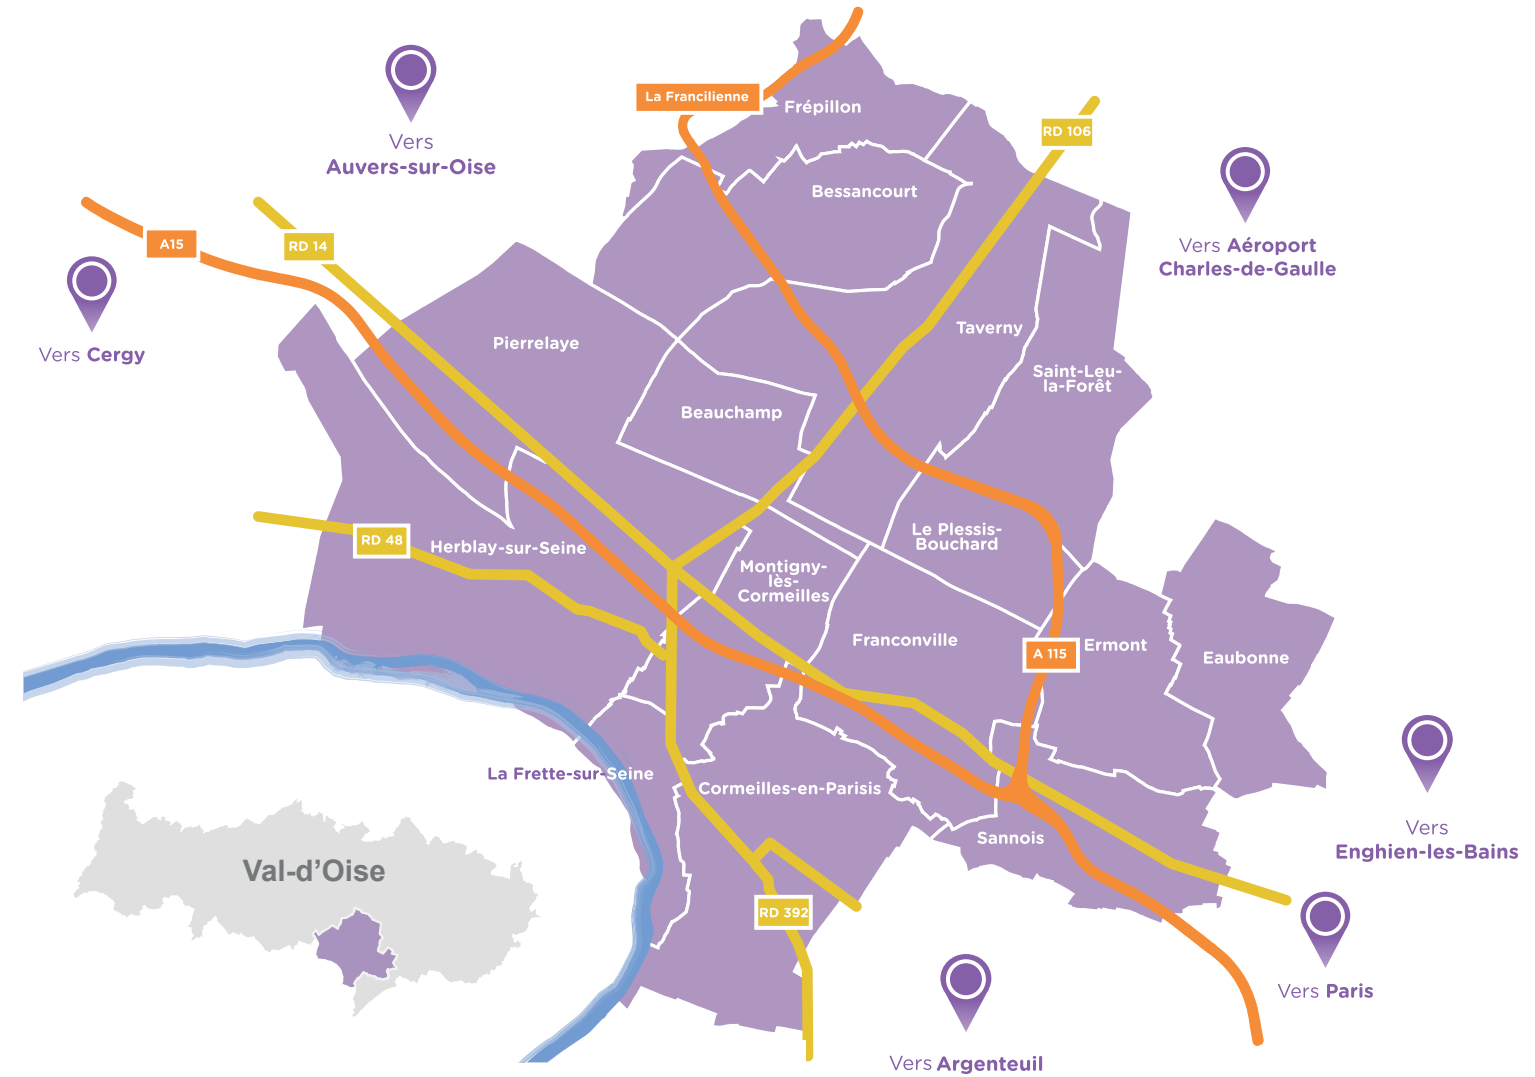 La Francilienne
Frépillon
RD 106
Vers
Auvers-sur-Oise
Bessancourt
A15
RD 14
Vers Aéroport
Charles-de-Gaulle
Vers Cergy
Pierrelaye
Taverny
Saint-Leu-
la-Forêt
Beauchamp
RD 48
Herblay-sur-Seine
Le Plessis-
Bouchard
Montigny-
lès-
Cormeilles
Franconville
A 115
Ermont
Eaubonne
La Frette-sur-Seine
Cormeilles-en-Parisis
Sannois
Vers
Enghien-les-Bains
Val-d’Oise
RD 392
Vers Paris
Vers Argenteuil